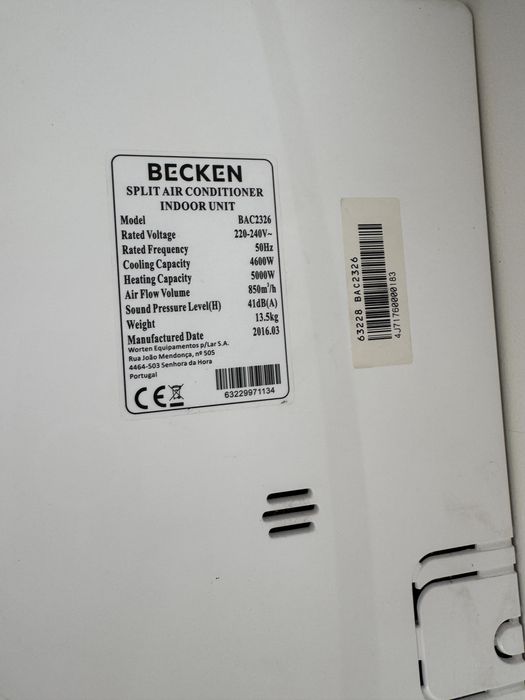 BECKEN
SPLIT AIR CONDITIONER
INDOOR UNIT
Model BAC2326
Rated Voltage 220-240V~
Rated Frequency 50Hz
Cooling Capacity 4600W
Heating Capacity 5000W
Air Flow Volume 850m³/h
Sound Pressure Level(H) 41dB(A)
Weight 13.5kg
Manufactured Date 2016.03
Worten Equipamentos p/Lar S.A.
Rua João Mendonça, nº 505
4464-503 Senhora da Hora
Portugal
CE
63229971134
63228 BAC2326
4J71760000183